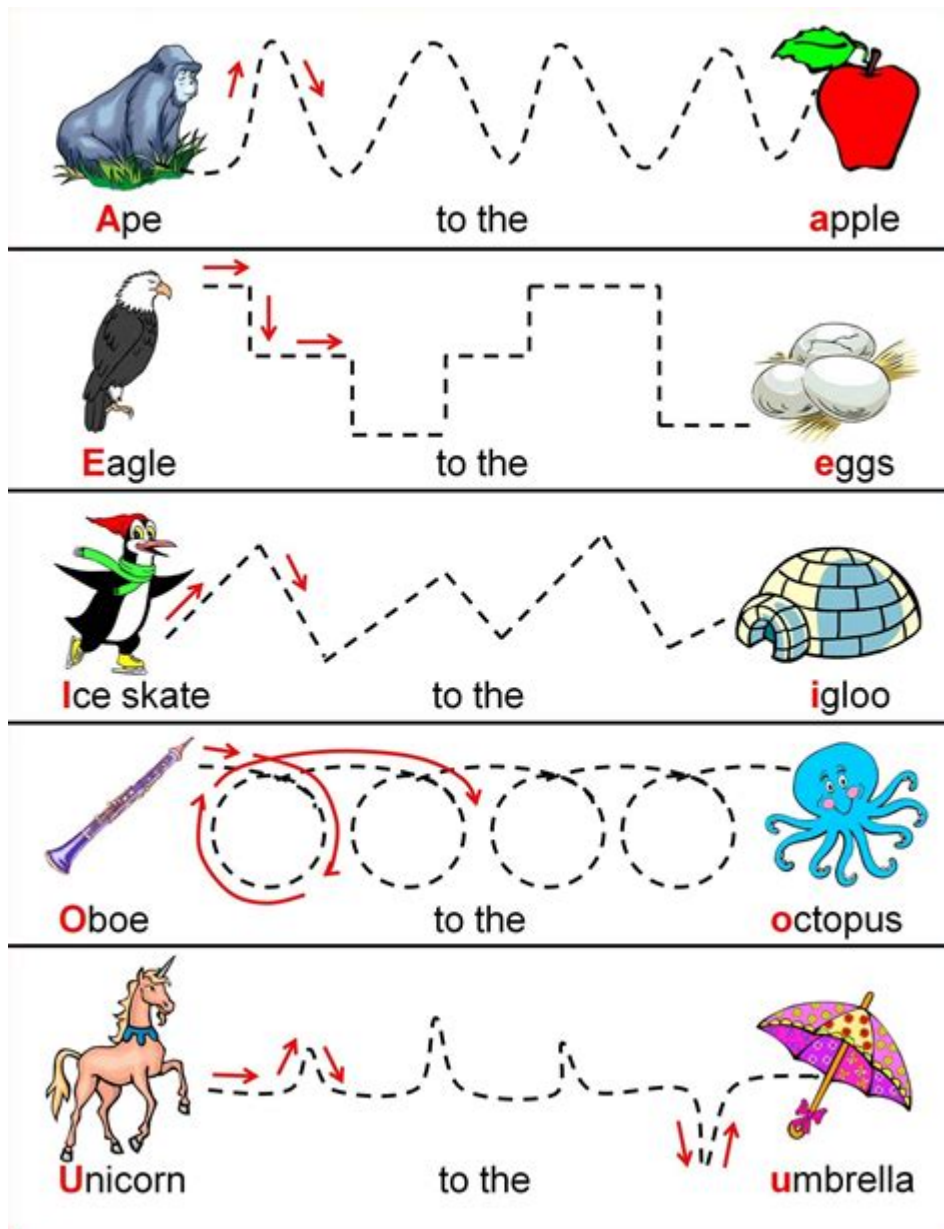 Ape to the apple
Eagle to the eggs
Ice skate to the igloo
Oboe to the octopus
Unicorn to the umbrella